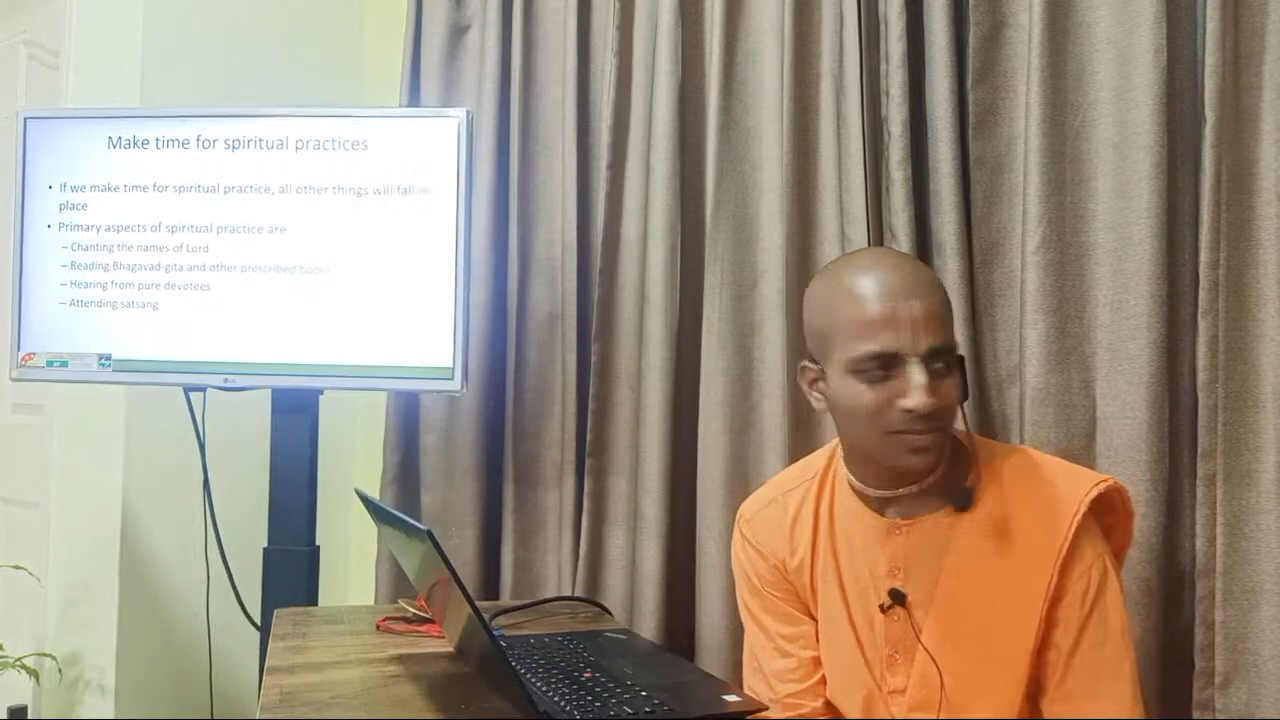 Make time for spiritual practices
• If we make time for spiritual practice, all other things will fall in
place
• Primary aspects of spiritual practice are
– Chanting the names of Lord
– Reading Bhagavad-gita and other prescribed books
– Hearing from pure devotees
– Attending satsang
LG